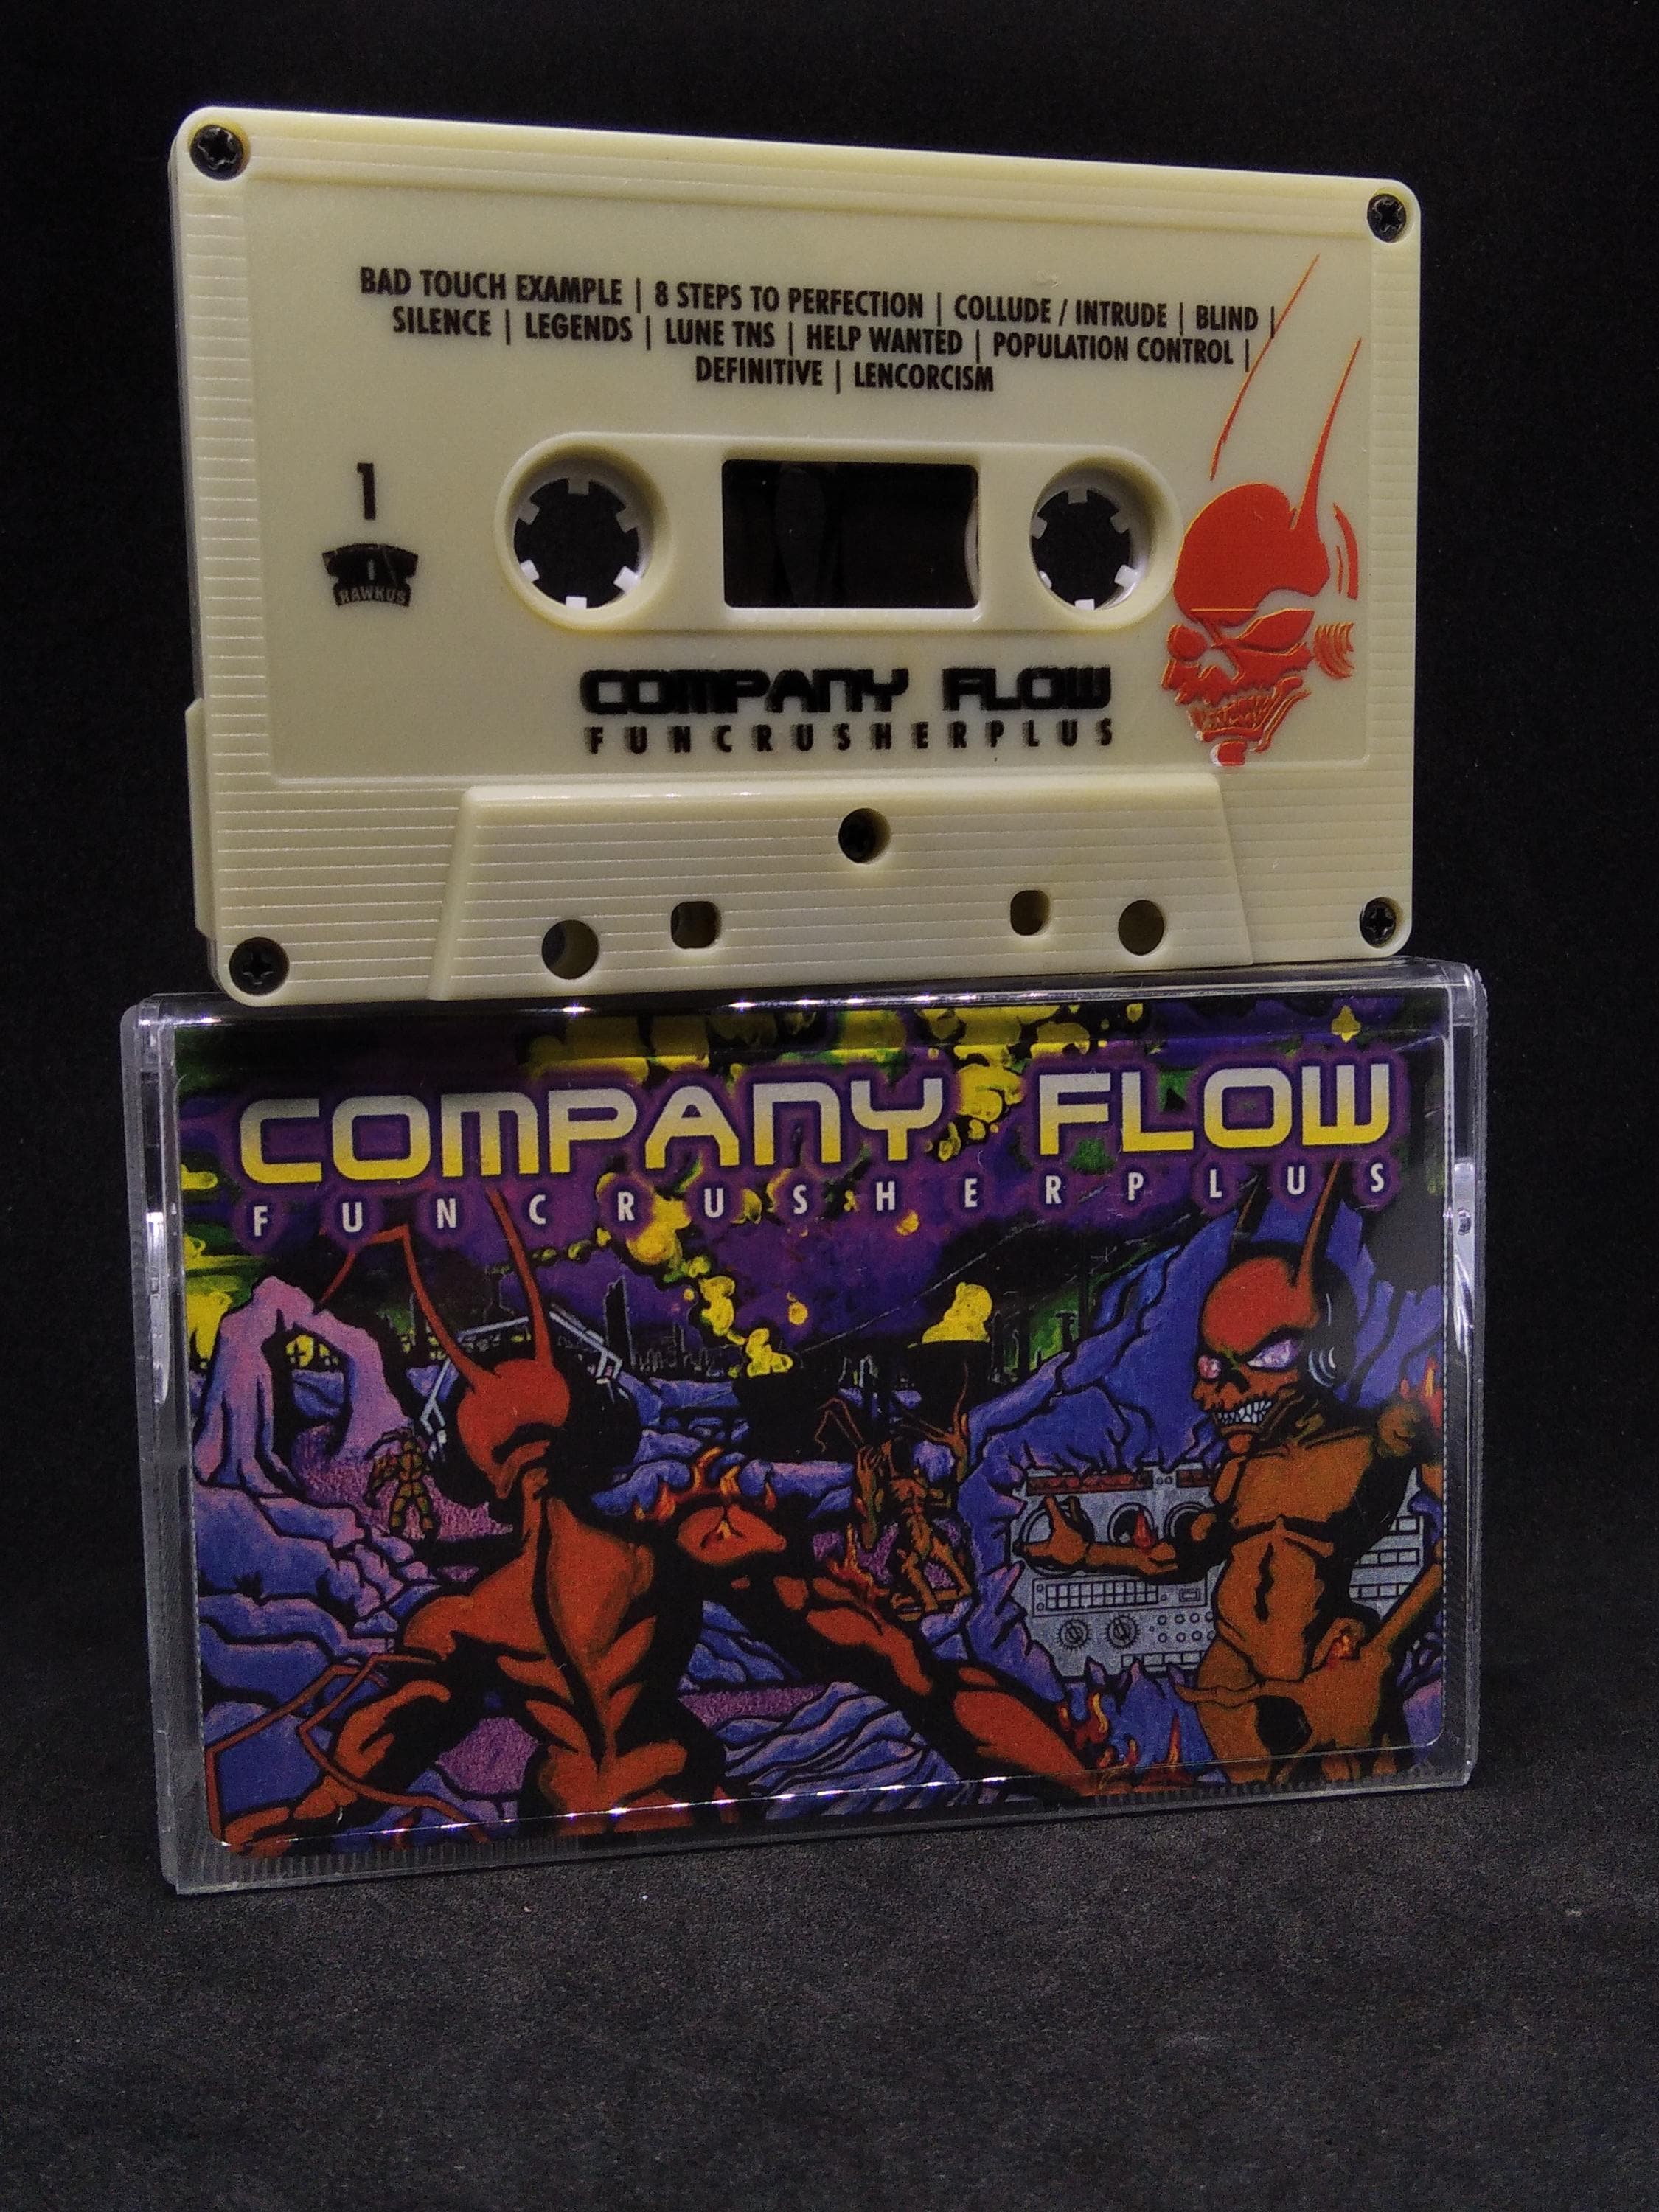 BAD TOUCH EXAMPLE | 8 STEPS TO PERFECTION | COLLUDE / INTRUDE | BLIND |
SILENCE | LEGENDS | LUNE TNS | HELP WANTED | POPULATION CONTROL |
DEFINITIVE | LENCORCISM
1
RAWKUS
COMPANY FLOW
FUNCRUSHERPLUS
COMPANY FLOW
FUNCRUSHERPLUS